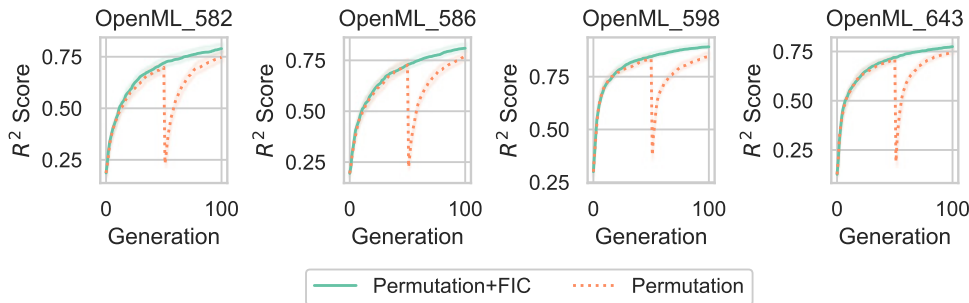 OpenML_582 OpenML_586 OpenML_598 OpenML_643
R² Score
0.75
0.50
0.25
0 100
Generation
R² Score
0.75
0.50
0.25
0 100
Generation
R² Score
0.75
0.50
0.25
0 100
Generation
R² Score
0.75
0.50
0.25
0 100
Generation
Permutation+FIC Permutation